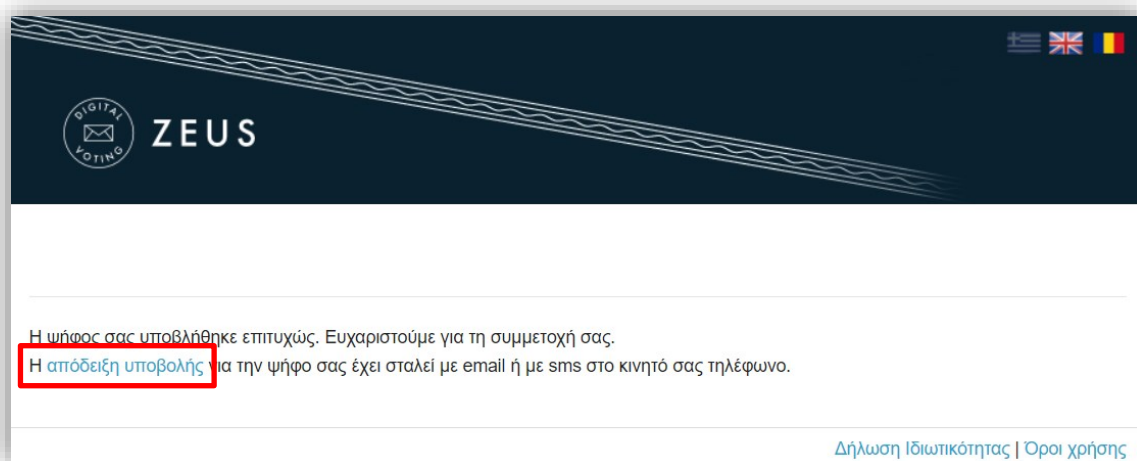 DIGITAL VOTING
ZEUS
Η ψήφος σας υποβλήθηκε επιτυχώς. Ευχαριστούμε για τη συμμετοχή σας.
Η απόδειξη υποβολής για την ψήφο σας έχει σταλεί με email ή με sms στο κινητό σας τηλέφωνο.
Δήλωση Ιδιωτικότητας | Όροι χρήσης